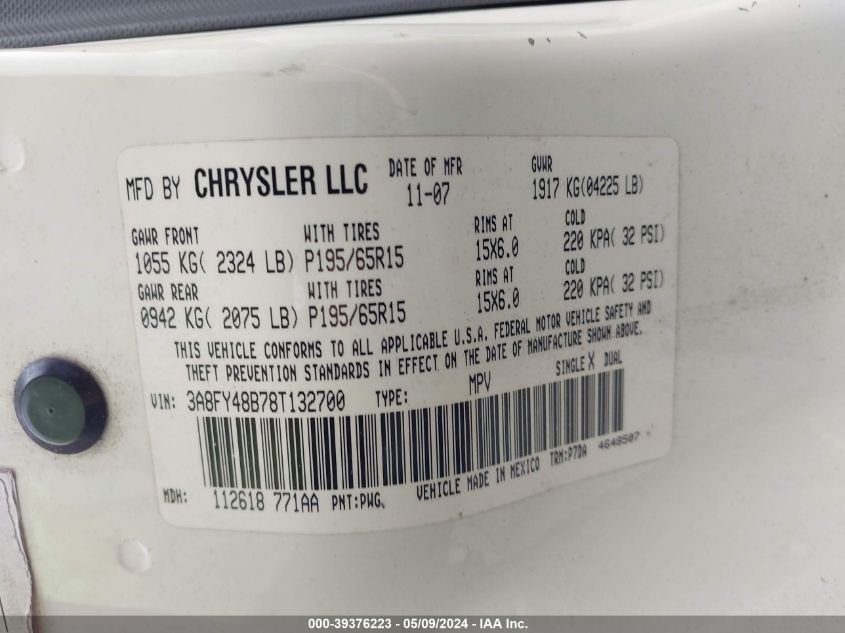 MFD BY CHRYSLER LLC DATE OF MFR 11-07 GVWR 1917 KG(04225 LB)
GAWR FRONT WITH TIRES RIMS AT COLD
1055 KG( 2324 LB) P195/65R15 15X6.0 220 KPA( 32 PSI)
GAWR REAR WITH TIRES RIMS AT COLD
0942 KG( 2075 LB) P195/65R15 15X6.0 220 KPA( 32 PSI)
THIS VEHICLE CONFORMS TO ALL APPLICABLE U.S.A. FEDERAL MOTOR VEHICLE SAFETY AND
THEFT PREVENTION STANDARDS IN EFFECT ON THE DATE OF MANUFACTURE SHOWN ABOVE.
VIN: 3A8FY48B78T132700 TYPE: MPV SINGLE X DUAL
MDH: 112618 771AA PNT:PWG VEHICLE MADE IN MEXICO TRM:P7DA 4648507
000-39376223 - 05/09/2024 - IAA Inc.